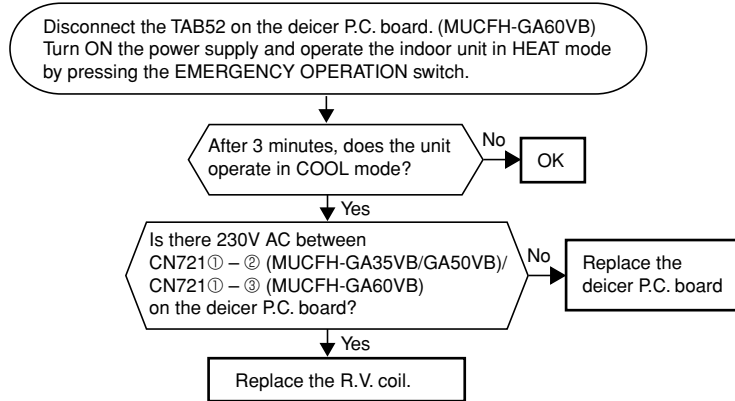 Disconnect the TAB52 on the deicer P.C. board. (MUCFH-GA60VB)
Turn ON the power supply and operate the indoor unit in HEAT mode
by pressing the EMERGENCY OPERATION switch.
After 3 minutes, does the unit
operate in COOL mode?
No
OK
Yes
Is there 230V AC between
CN721① – ② (MUCFH-GA35VB/GA50VB)/
CN721① – ③ (MUCFH-GA60VB)
on the deicer P.C. board?
No
Replace the
deicer P.C. board
Yes
Replace the R.V. coil.